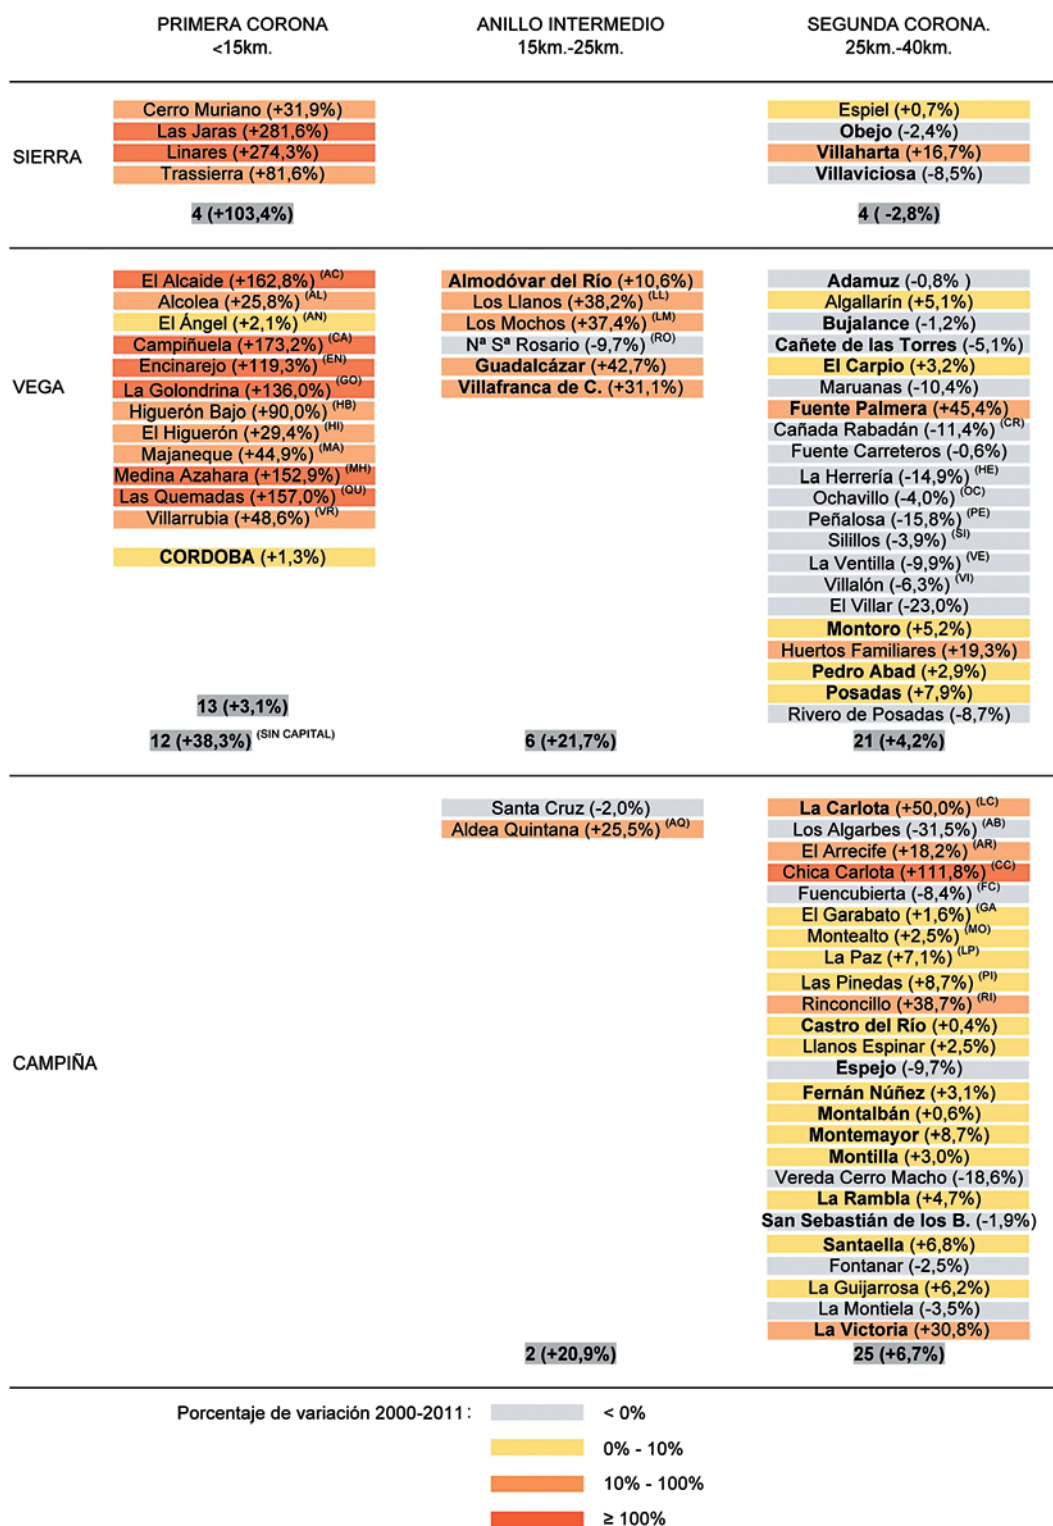 PRIMERA CORONA
<15km.
ANILLO INTERMEDIO
15km.-25km.
SEGUNDA CORONA.
25km.-40km.
SIERRA
Cerro Muriano (+31,9%)
Las Jaras (+281,6%)
Linares (+274,3%)
Trassierra (+81,6%)
4 (+103,4%)
Espiel (+0,7%)
Obejo (-2,4%)
Villaharta (+16,7%)
Villaviciosa (-8,5%)
4 ( -2,8%)
VEGA
El Alcaide (+162,8%) (AC)
Alcolea (+25,8%) (AL)
El Ángel (+2,1%) (AN)
Campiñuela (+173,2%) (CA)
Encinarejo (+119,3%) (EN)
La Golondrina (+136,0%) (GO)
Higuerón Bajo (+90,0%) (HB)
El Higuerón (+29,4%) (HI)
Majaneque (+44,9%) (MA)
Medina Azahara (+152,9%) (MH)
Las Quemadas (+157,0%) (QU)
Villarrubia (+48,6%) (VR)
CORDOBA (+1,3%)
13 (+3,1%)
12 (+38,3%) (SIN CAPITAL)
Almodóvar del Río (+10,6%)
Los Llanos (+38,2%) (LL)
Los Mochos (+37,4%) (LM)
Nª Sª Rosario (-9,7%) (RO)
Guadalcázar (+42,7%)
Villafranca de C. (+31,1%)
6 (+21,7%)
Adamuz (-0,8% )
Algallarín (+5,1%)
Bujalance (-1,2%)
Cañete de las Torres (-5,1%)
El Carpio (+3,2%)
Maruanas (-10,4%)
Fuente Palmera (+45,4%)
Cañada Rabadán (-11,4%) (CR)
Fuente Carreteros (-0,6%)
La Herrería (-14,9%) (HE)
Ochavillo (-4,0%) (OC)
Peñalosa (-15,8%) (PE)
Silillos (-3,9%) (SI)
La Ventilla (-9,9%) (VE)
Villalón (-6,3%) (VI)
El Villar (-23,0%)
Montoro (+5,2%)
Huertos Familiares (+19,3%)
Pedro Abad (+2,9%)
Posadas (+7,9%)
Rivero de Posadas (-8,7%)
21 (+4,2%)
CAMPIÑA
Santa Cruz (-2,0%)
Aldea Quintana (+25,5%) (AQ)
2 (+20,9%)
La Carlota (+50,0%) (LC)
Los Algarbes (-31,5%) (AB)
El Arrecife (+18,2%) (AR)
Chica Carlota (+111,8%) (CC)
Fuencubierta (-8,4%) (FC)
El Garabato (+1,6%) (GA
Montealto (+2,5%) (MO)
La Paz (+7,1%) (LP)
Las Pinedas (+8,7%) (PI)
Rinconcillo (+38,7%) (RI)
Castro del Río (+0,4%)
Llanos Espinar (+2,5%)
Espejo (-9,7%)
Fernán Núñez (+3,1%)
Montalbán (+0,6%)
Montemayor (+8,7%)
Montilla (+3,0%)
Vereda Cerro Macho (-18,6%)
La Rambla (+4,7%)
San Sebastián de los B. (-1,9%)
Santaella (+6,8%)
Fontanar (-2,5%)
La Guijarrosa (+6,2%)
La Montiela (-3,5%)
La Victoria (+30,8%)
25 (+6,7%)
Porcentaje de variación 2000-2011:
< 0%
0% - 10%
10% - 100%
≥ 100%